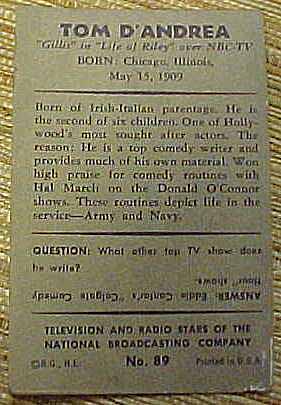 TOM D'ANDREA
"Gillis" in "Life of Riley" over NBC-TV
BORN: Chicago, Illinois,
May 15, 1909
Born of Irish-Italian parentage. He is
the second of six children. One of Holly-
wood's most sought after actors. The
reason: He is a top comedy writer and
provides much of his own material. Won
high praise for comedy routines with
Hal March on the Donald O'Connor
shows. These routines depict life in the
service—Army and Navy.
QUESTION: What other top TV show does
he write?
ANSWER: Eddie Cantor's "Colgate Comedy
Hour" shows.
TELEVISION AND RADIO STARS OF THE
NATIONAL BROADCASTING COMPANY
©B.G., H.L. No. 89 Printed in U.S.A.